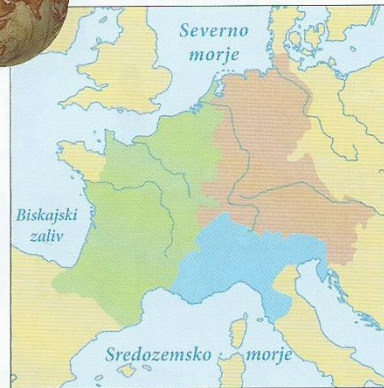 Severno
morje
Biskajski
zaliv
Sredozemsko morje